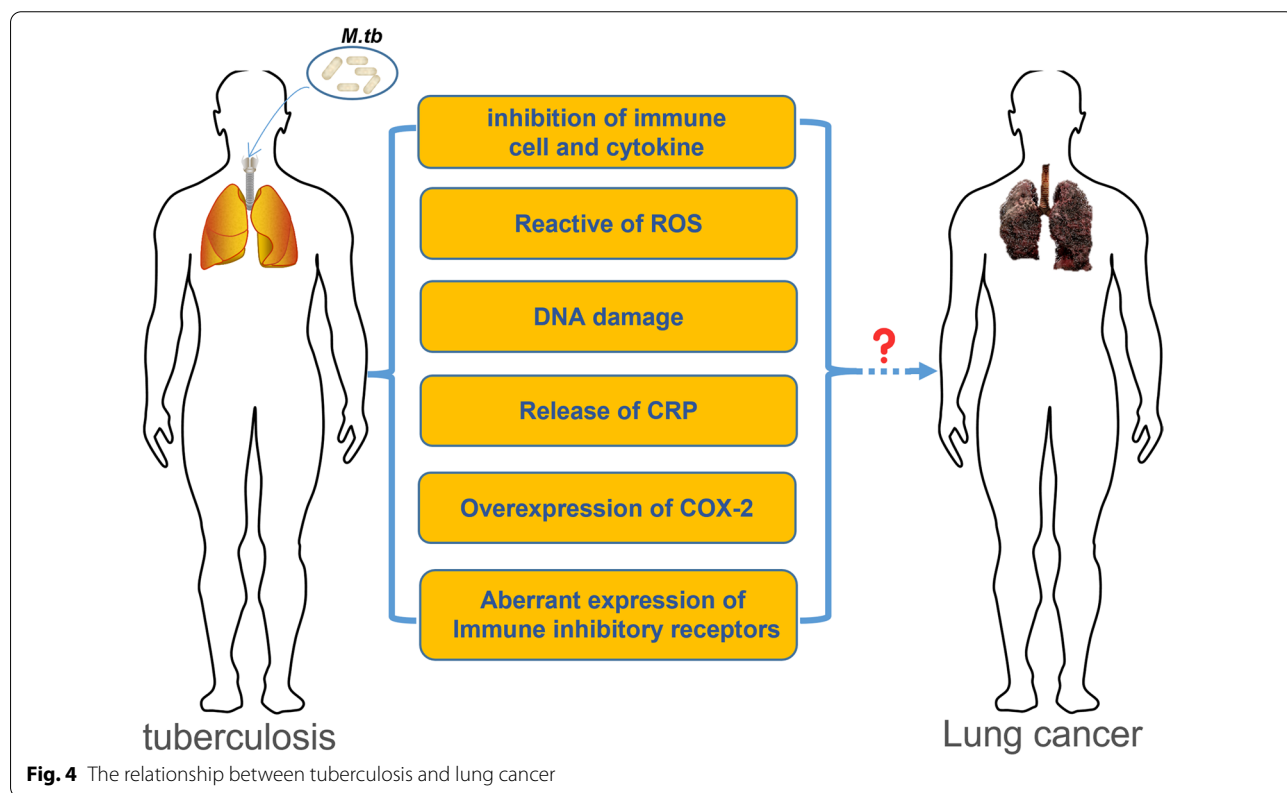 M.tb
inhibition of immune
cell and cytokine
Reactive of ROS
DNA damage
Release of CRP
Overexpression of COX-2
Aberrant expression of
Immune inhibitory receptors
?
tuberculosis
Lung cancer
Fig. 4 The relationship between tuberculosis and lung cancer